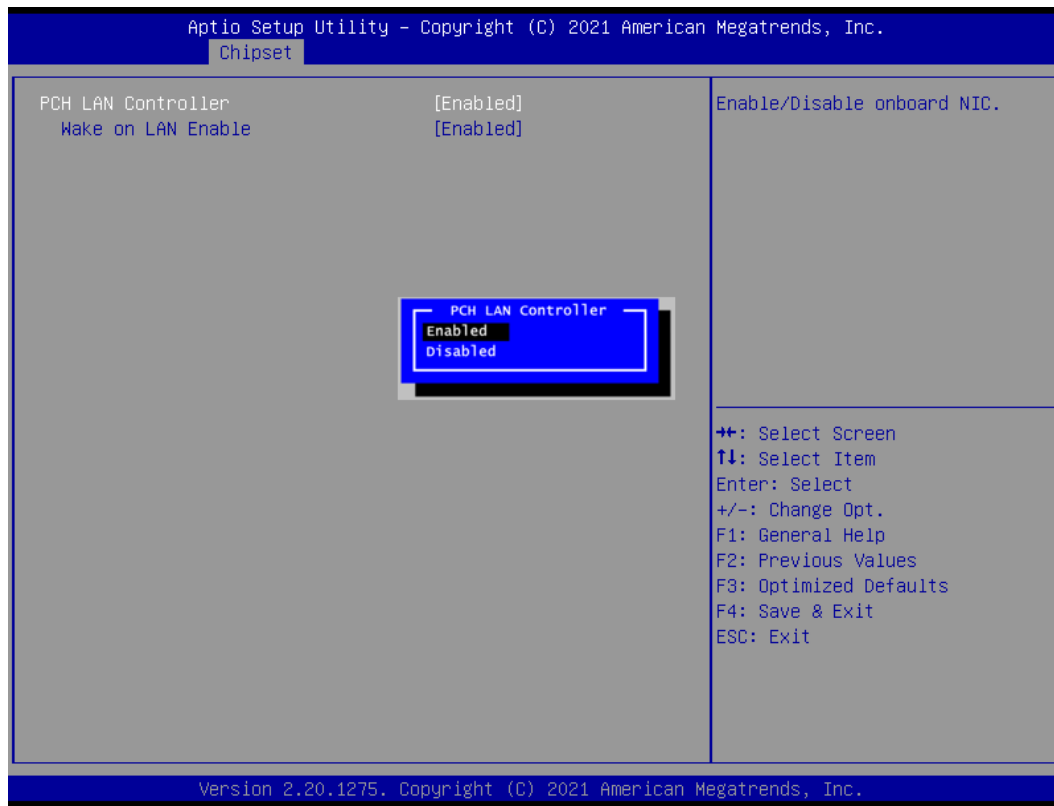 Aptio Setup Utility – Copyright (C) 2021 American Megatrends, Inc.
Chipset
PCH LAN Controller [Enabled]
Wake on LAN Enable [Enabled]
Enable/Disable onboard NIC.
PCH LAN Controller
Enabled
Disabled
→←: Select Screen
↑↓: Select Item
Enter: Select
+/-: Change Opt.
F1: General Help
F2: Previous Values
F3: Optimized Defaults
F4: Save & Exit
ESC: Exit
Version 2.20.1275. Copyright (C) 2021 American Megatrends, Inc.